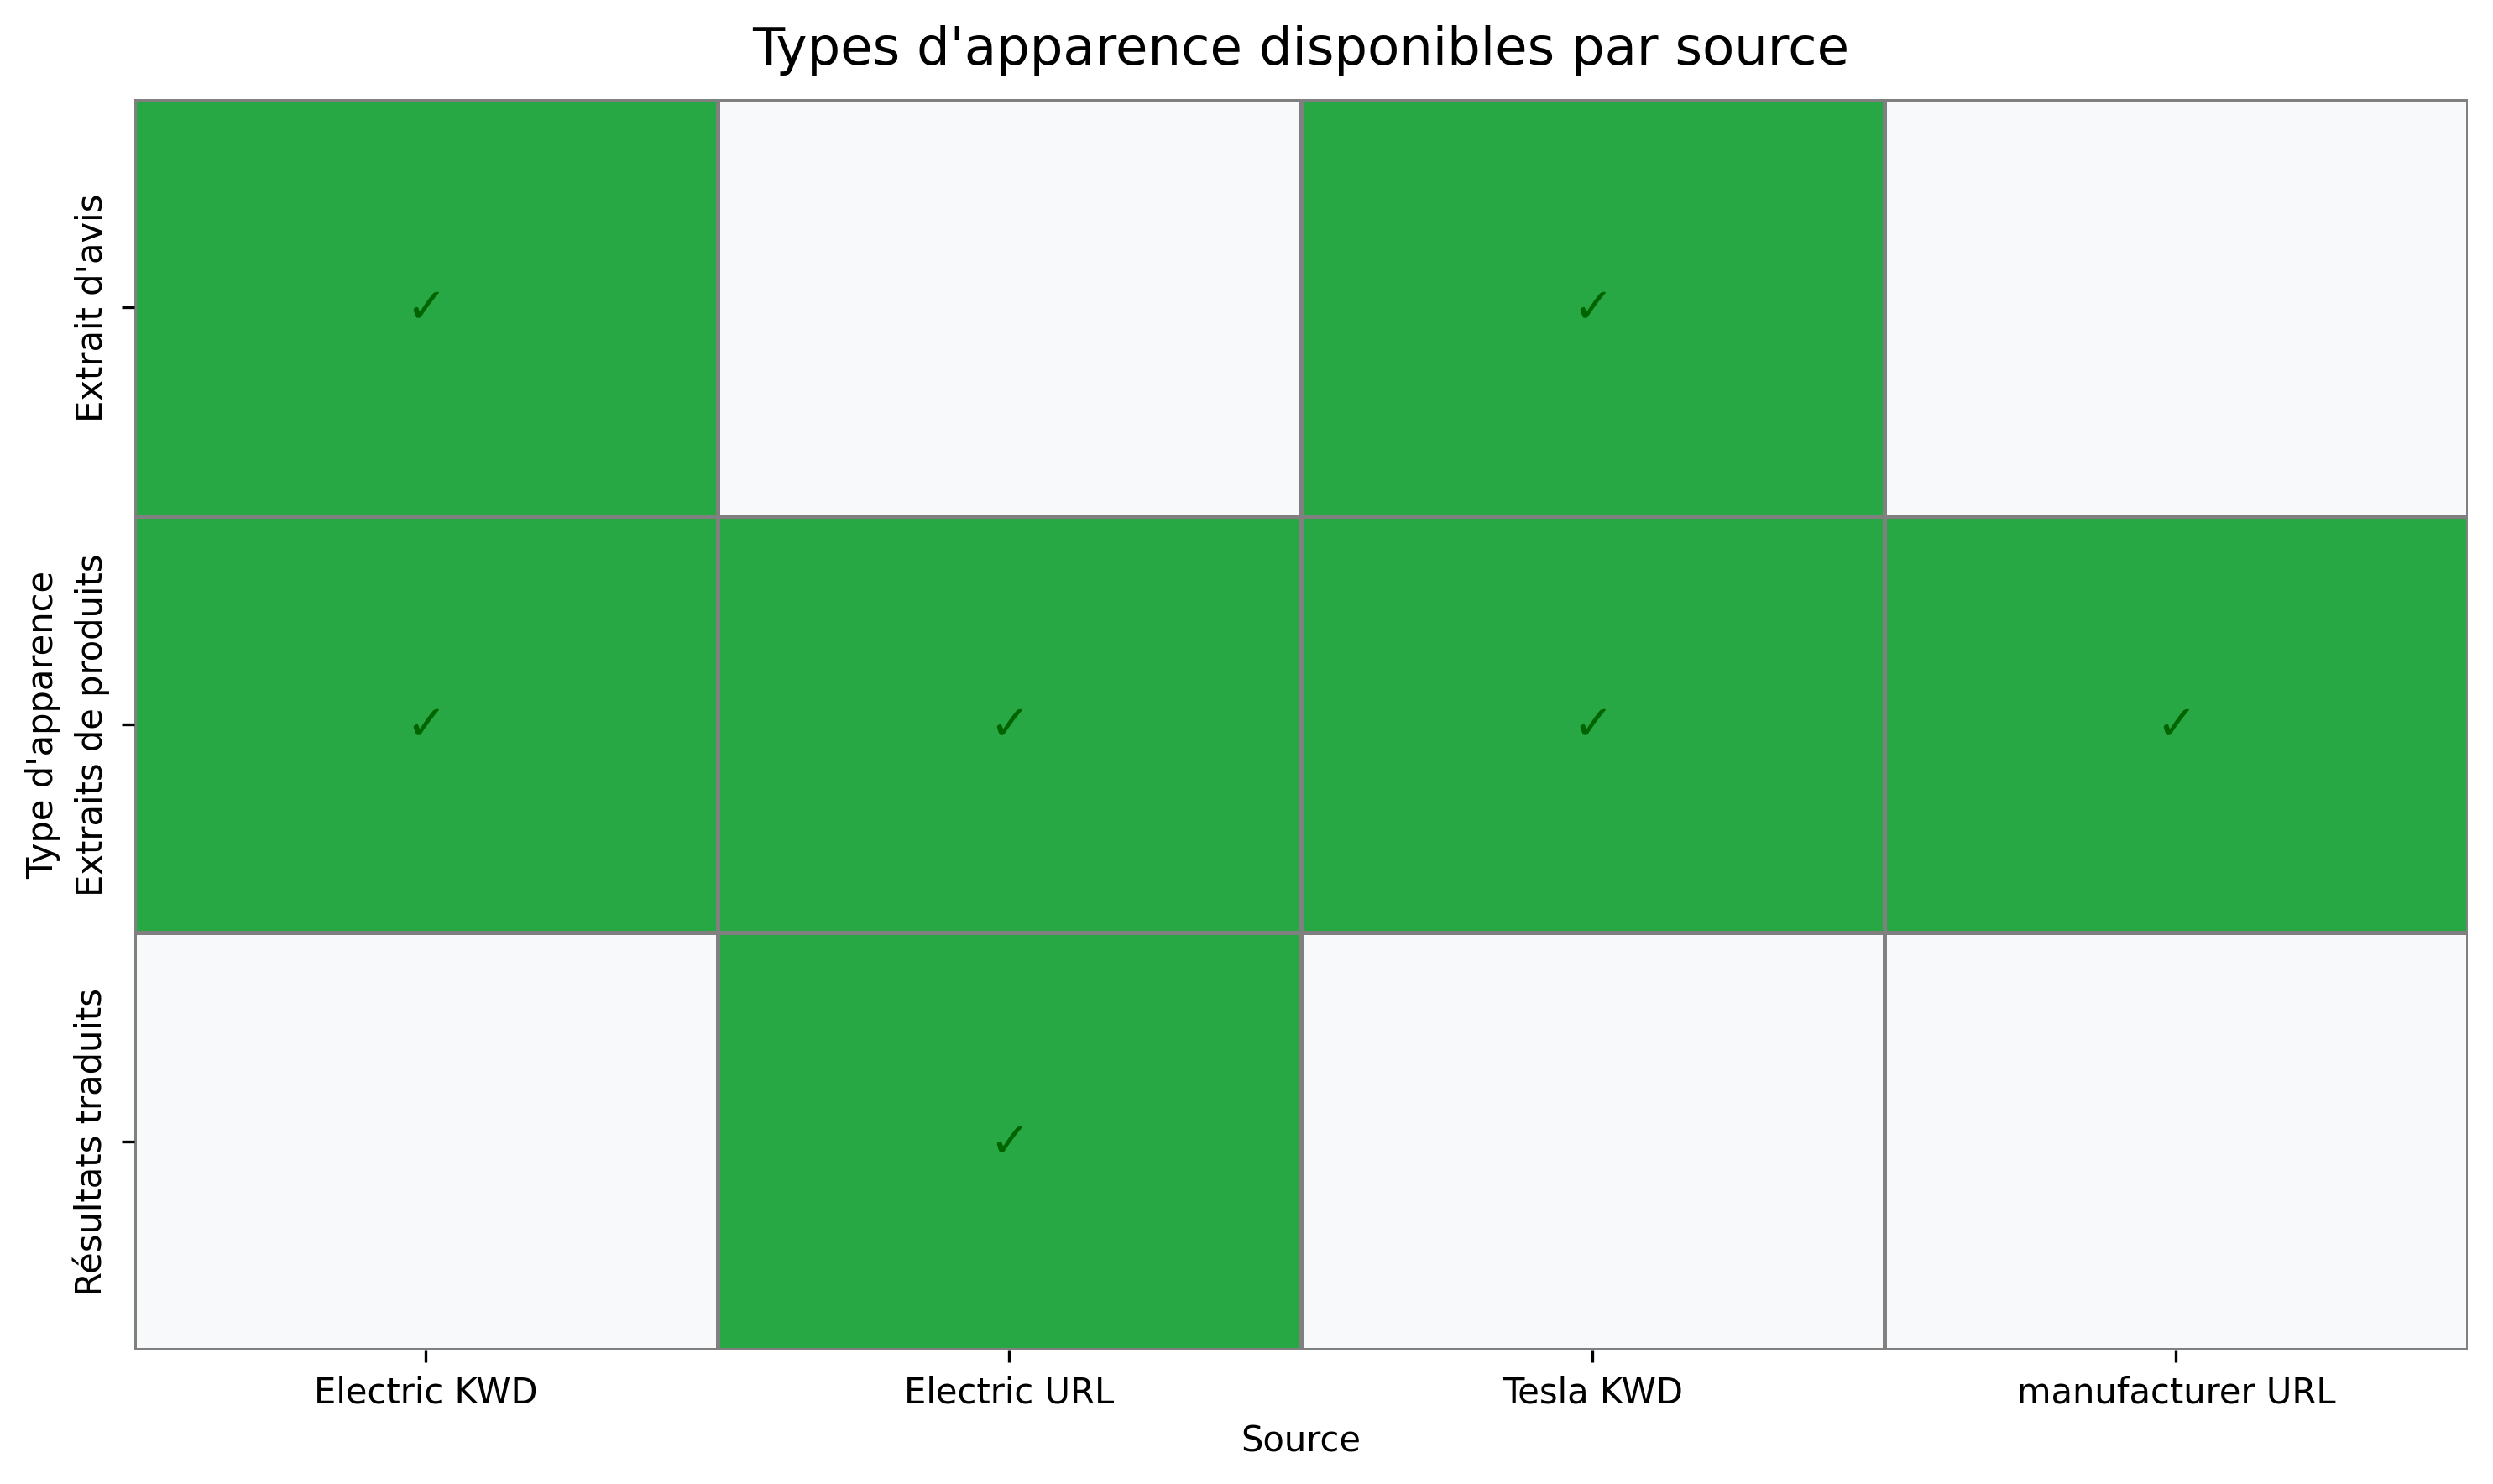 Types d'apparence disponibles par source
Type d'apparence
Extrait d'avis
✓ ✓
Extraits de produits
✓ ✓ ✓ ✓
Résultats traduits
✓
Electric KWD Electric URL Tesla KWD manufacturer URL
Source